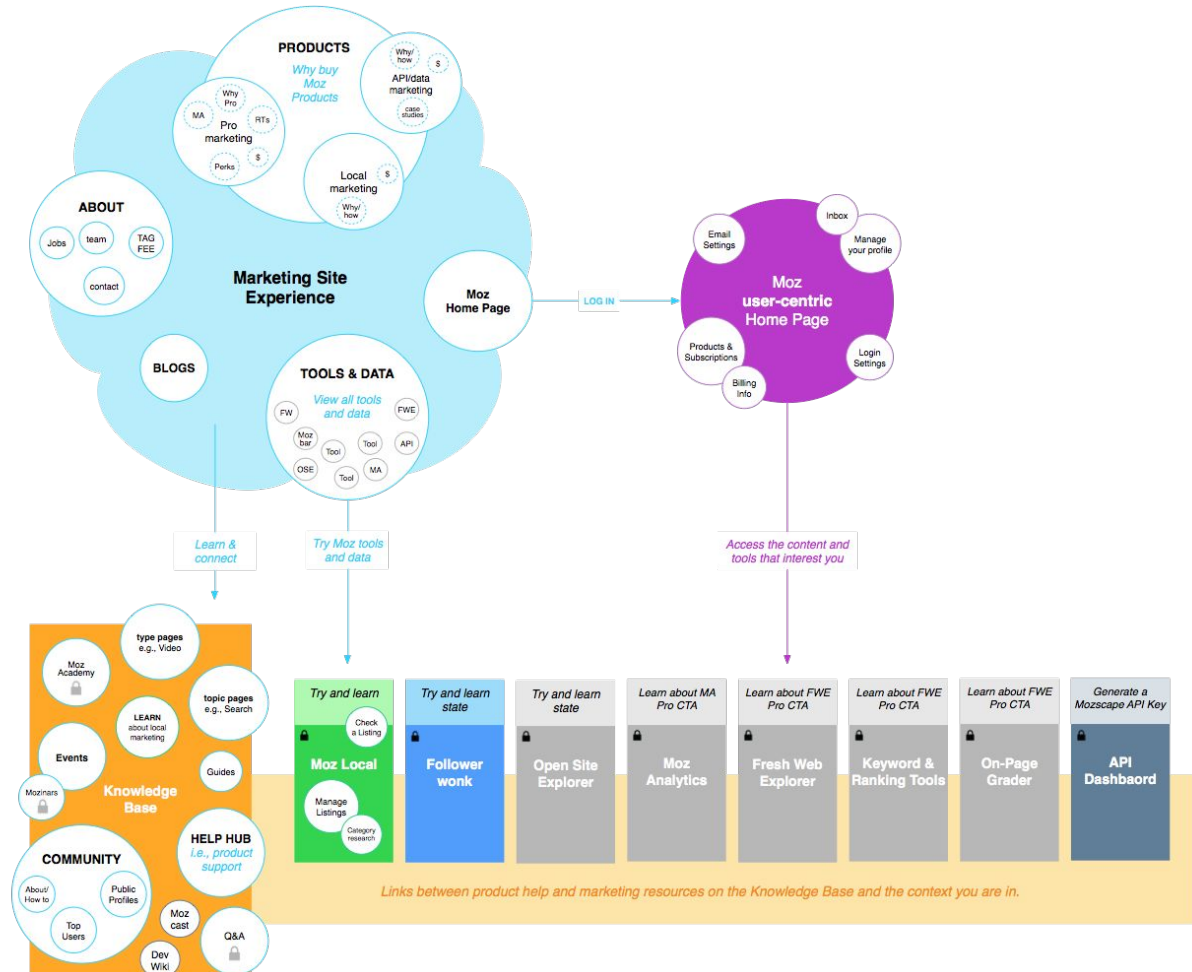 PRODUCTS
Why buy
Moz
Products
Why/
how
$
API/data
marketing
case
studies
Why
Pro
MA
RTs
Pro
marketing
$
Perks
Local
marketing
$
Why/
how
ABOUT
Jobs
team
TAG
FEE
contact
Marketing Site
Experience
Moz
Home Page
LOG IN
BLOGS
TOOLS & DATA
View all tools
and data
FW
FWE
Moz
bar
Tool
Tool
API
OSE
Tool
MA
Email
Settings
Inbox
Manage
your profile
Moz
user-centric
Home Page
Products &
Subscriptions
Billing
Info
Login
Settings
Learn &
connect
Try Moz tools
and data
Access the content and
tools that interest you
type pages
e.g., Video
Moz
Academy
topic pages
e.g., Search
LEARN
about local
marketing
Events
Guides
Mozinars
Knowledge
Base
HELP HUB
i.e., product
support
COMMUNITY
About/
How to
Public
Profiles
Top
Users
Moz
cast
Dev
Wiki
Q&A
Try and learn
Check
a Listing
Moz Local
Manage
Listings
Category
research
Try and learn
state
Follower
wonk
Try and learn
state
Open Site
Explorer
Learn about MA
Pro CTA
Moz
Analytics
Learn about FWE
Pro CTA
Fresh Web
Explorer
Learn about FWE
Pro CTA
Keyword &
Ranking Tools
Learn about FWE
Pro CTA
On-Page
Grader
Generate a
Mozscape API Key
API
Dashbaord
Links between product help and marketing resources on the Knowledge Base and the context you are in.